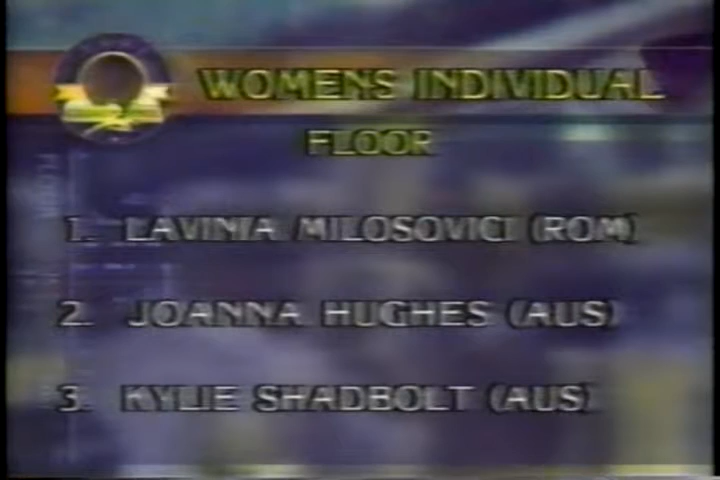 WOMENS INDIVIDUAL
FLOOR
1. LAVINIA MILOSOVICI (ROM)
2. JOANNA HUGHES (AUS)
3. KYLIE SHADBOLT (AUS)